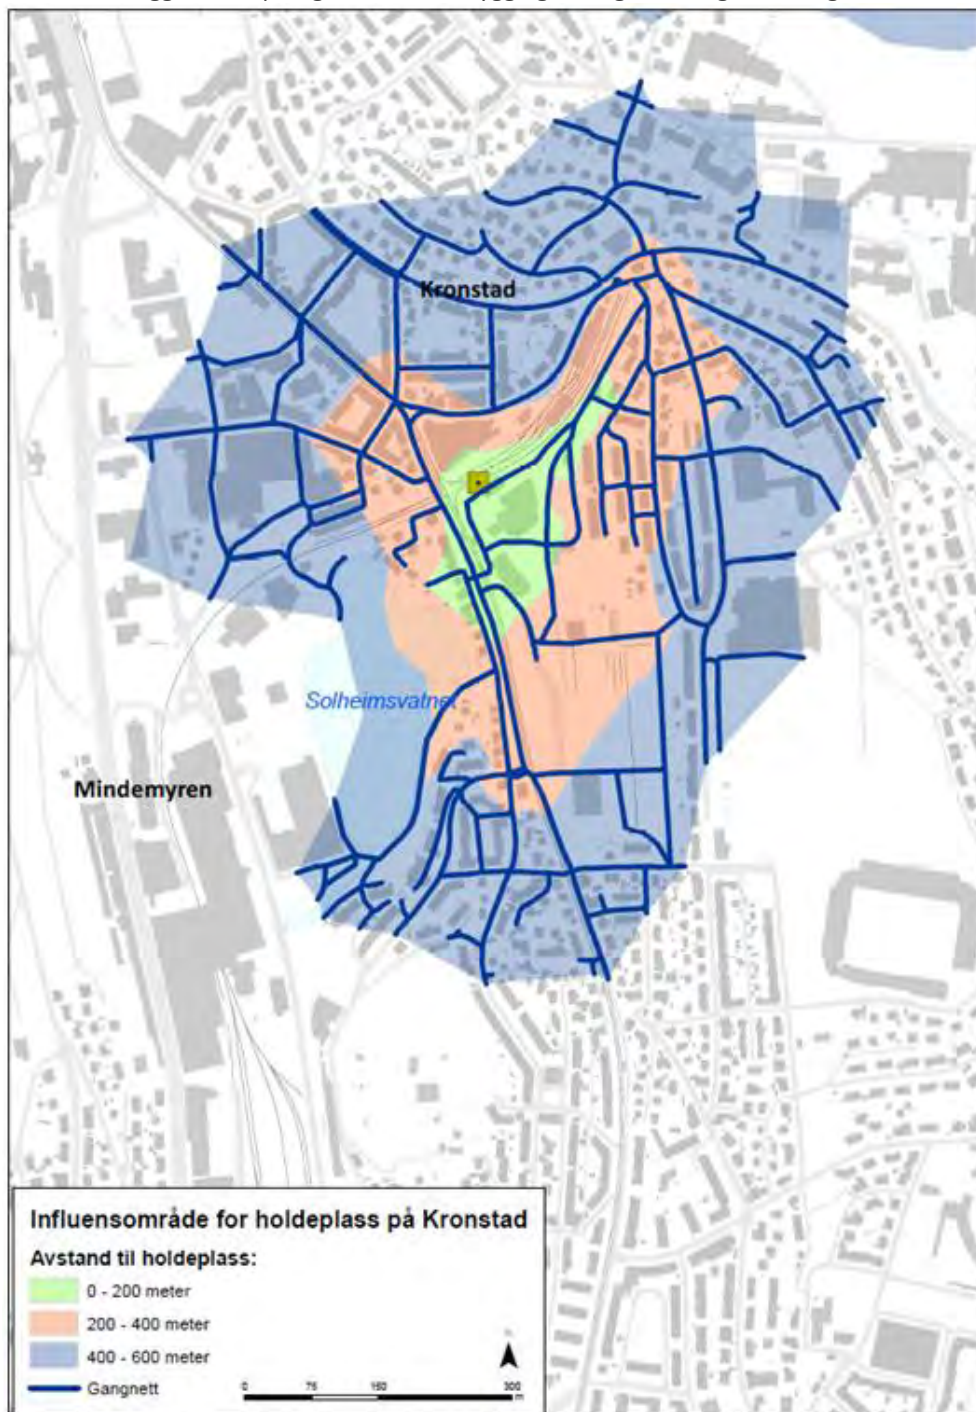 Kronstad
Solheimsvatnet
Mindemyren
Influensområde for holdeplass på Kronstad
Avstand til holdeplass:
0 - 200 meter
200 - 400 meter
400 - 600 meter
Gangnett
0 75 150 300
m